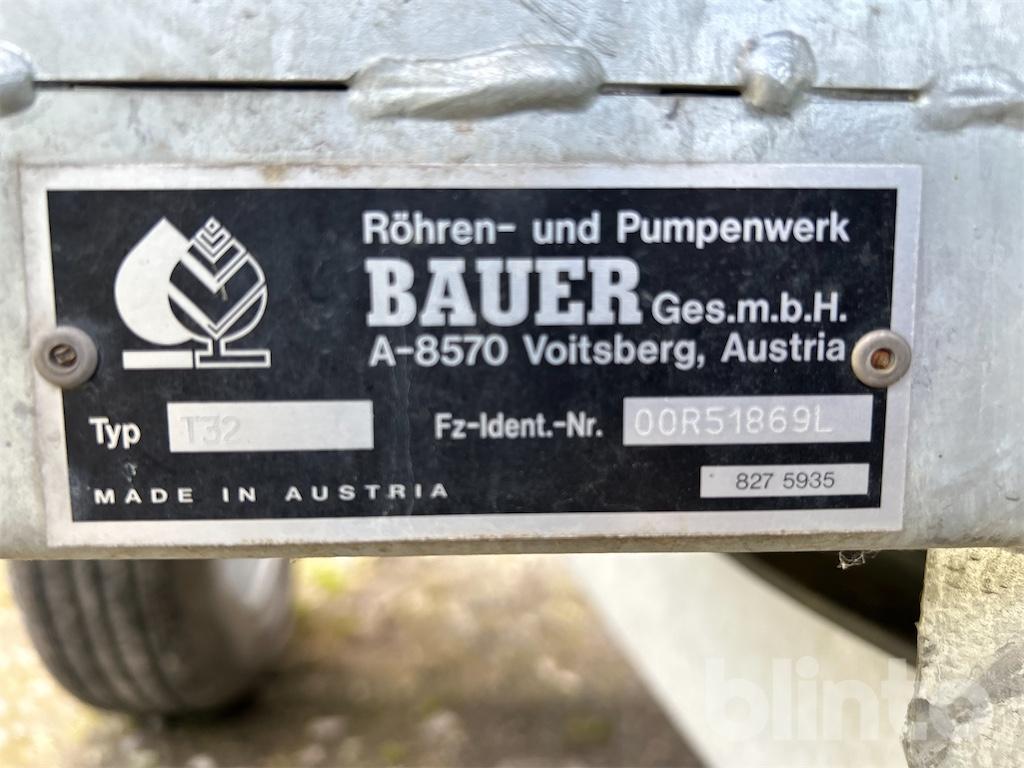 Röhren- und Pumpenwerk
BAUER Ges.m.b.H.
A-8570 Voitsberg, Austria
Typ T32 Fz-Ident.-Nr. 00R51869L
827 5935
MADE IN AUSTRIA
blinto